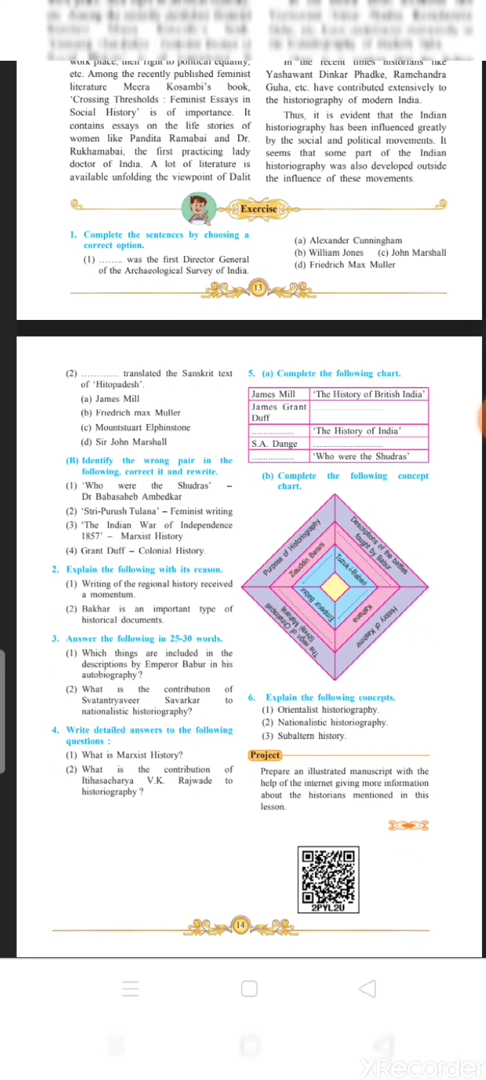 work place, their right to political equality,
etc. Among the recently published feminist
literature Meera Kosambi's book,
'Crossing Thresholds : Feminist Essays in
Social History' is of importance. It
contains essays on the life stories of
women like Pandita Ramabai and Dr.
Rukhamabai, the first practicing lady
doctor of India. A lot of literature is
available unfolding the viewpoint of Dalit
In the recent times historians like
Yashawant Dinkar Phadke, Ramchandra
Guha, etc. have contributed extensively to
the historiography of modern India.
Thus, it is evident that the Indian
historiography has been influenced greatly
by the social and political movements. It
seems that some part of the Indian
historiography was also developed outside
the influence of these movements.
Exercise
1. Complete the sentences by choosing a
correct option.
(1) ........ was the first Director General
of the Archaeological Survey of India.
(a) Alexander Cunningham
(b) William Jones (c) John Marshall
(d) Friedrich Max Muller
13
(2) ............ translated the Sanskrit text
of 'Hitopadesh'.
(a) James Mill
(b) Friedrich max Muller
(c) Mountstuart Elphinstone
(d) Sir John Marshall
(B) Identify the wrong pair in the
following, correct it and rewrite.
(1) 'Who were the Shudras' –
Dr Babasaheb Ambedkar
(2) 'Stri-Purush Tulana' – Feminist writing
(3) 'The Indian War of Independence
1857' – Marxist History
(4) Grant Duff – Colonial History
2. Explain the following with its reason.
(1) Writing of the regional history received
a momentum.
(2) Bakhar is an important type of
historical documents.
3. Answer the following in 25-30 words.
(1) Which things are included in the
descriptions by Emperor Babur in his
autobiography?
(2) What is the contribution of
Svatantryaveer Savarkar to
nationalistic historiography?
4. Write detailed answers to the following
questions :
(1) What is Marxist History?
(2) What is the contribution of
Itihasacharya V.K. Rajwade to
historiography ?
5. (a) Complete the following chart.
James Mill 'The History of British India'
James Grant ..............................
Duff
.................. 'The History of India'
S.A. Dange ..............................
.................. 'Who were the Shudras'
(b) Complete the following concept
chart.
Purpose of Historiography
Descriptions of the battles
fought by Babur
Ziauddin Barani
Tuzuk-i-Babari
Emperor Babur
Kalhana
The reign of Chhatrapati
Shivaji Maharaj
History of Kashmir
6. Explain the following concepts.
(1) Orientalist historiography.
(2) Nationalistic historiography.
(3) Subaltern history.
Project
Prepare an illustrated manuscript with the
help of the internet giving more information
about the historians mentioned in this
lesson.
2PYL2U
14
XRecorder